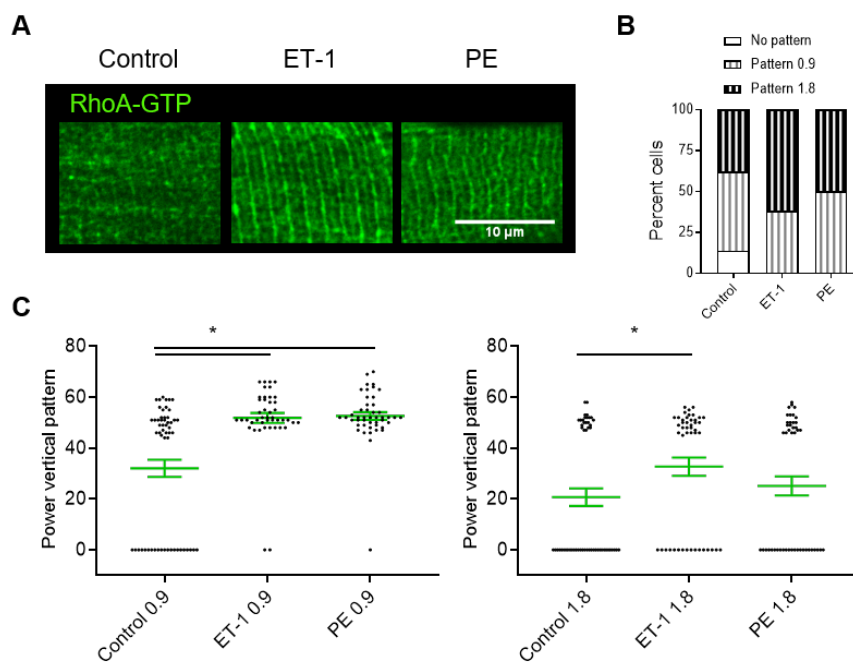 A
Control ET-1 PE
RhoA-GTP
10 µm
B
No pattern
Pattern 0.9
Pattern 1.8
100
75
50
25
0
Percent cells
Control ET-1 PE
C
*
80
60
40
20
0
Power vertical pattern
Control 0.9 ET-1 0.9 PE 0.9
*
80
60
40
20
0
Power vertical pattern
Control 1.8 ET-1 1.8 PE 1.8